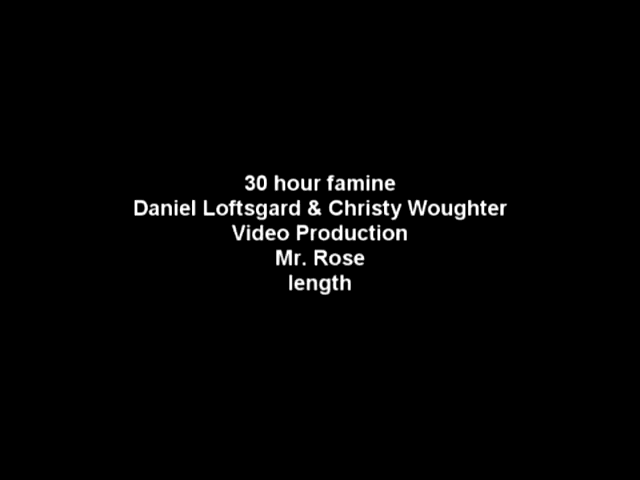 30 hour famine
Daniel Loftsgard & Christy Woughter
Video Production
Mr. Rose
length